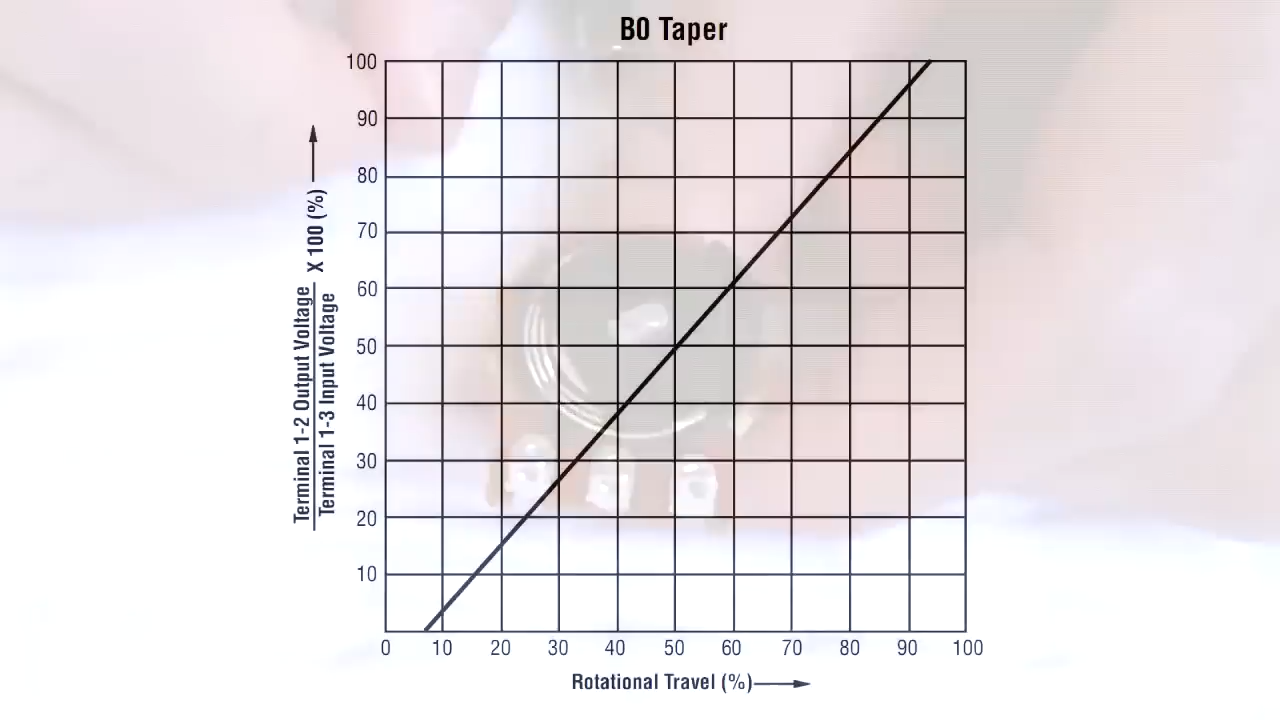 B0 Taper
100
90
80
70
60
50
40
30
20
10
Terminal 1-2 Output Voltage
Terminal 1-3 Input Voltage
X 100 (%)
0 10 20 30 40 50 60 70 80 90 100
Rotational Travel (%)